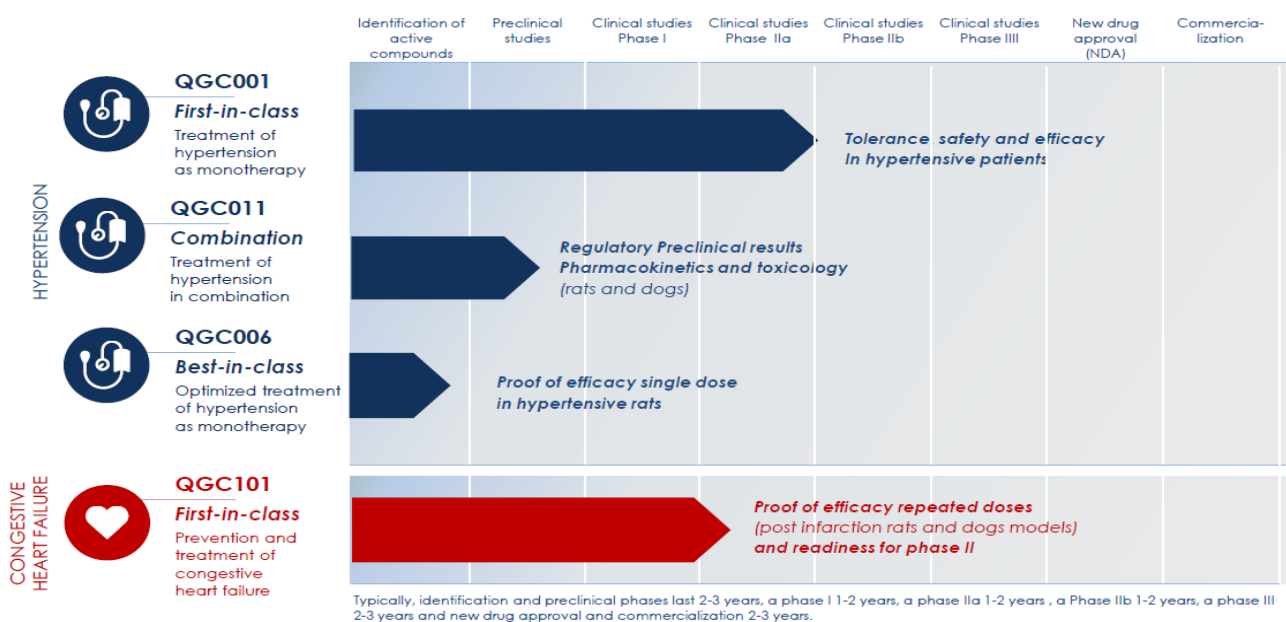 Identification of
active
compounds
Preclinical
studies
Clinical studies
Phase I
Clinical studies
Phase IIa
Clinical studies
Phase IIb
Clinical studies
Phase IIII
New drug
approval
(NDA)
Commercia-
lization
HYPERTENSION
QGC001
First-in-class
Treatment of
hypertension
as monotherapy
Tolerance, safety and efficacy
In hypertensive patients
QGC011
Combination
Treatment of
hypertension
in combination
Regulatory Preclinical results
Pharmacokinetics and toxicology
(rats and dogs)
QGC006
Best-in-class
Optimized treatment
of hypertension
as monotherapy
Proof of efficacy single dose
in hypertensive rats
CONGESTIVE
HEART FAILURE
QGC101
First-in-class
Prevention and
treatment of
congestive
heart failure
Proof of efficacy repeated doses
(post infarction rats and dogs models)
and readiness for phase II
Typically, identification and preclinical phases last 2-3 years, a phase I 1-2 years, a phase IIa 1-2 years , a Phase IIb 1-2 years, a phase III
2-3 years and new drug approval and commercialization 2-3 years.